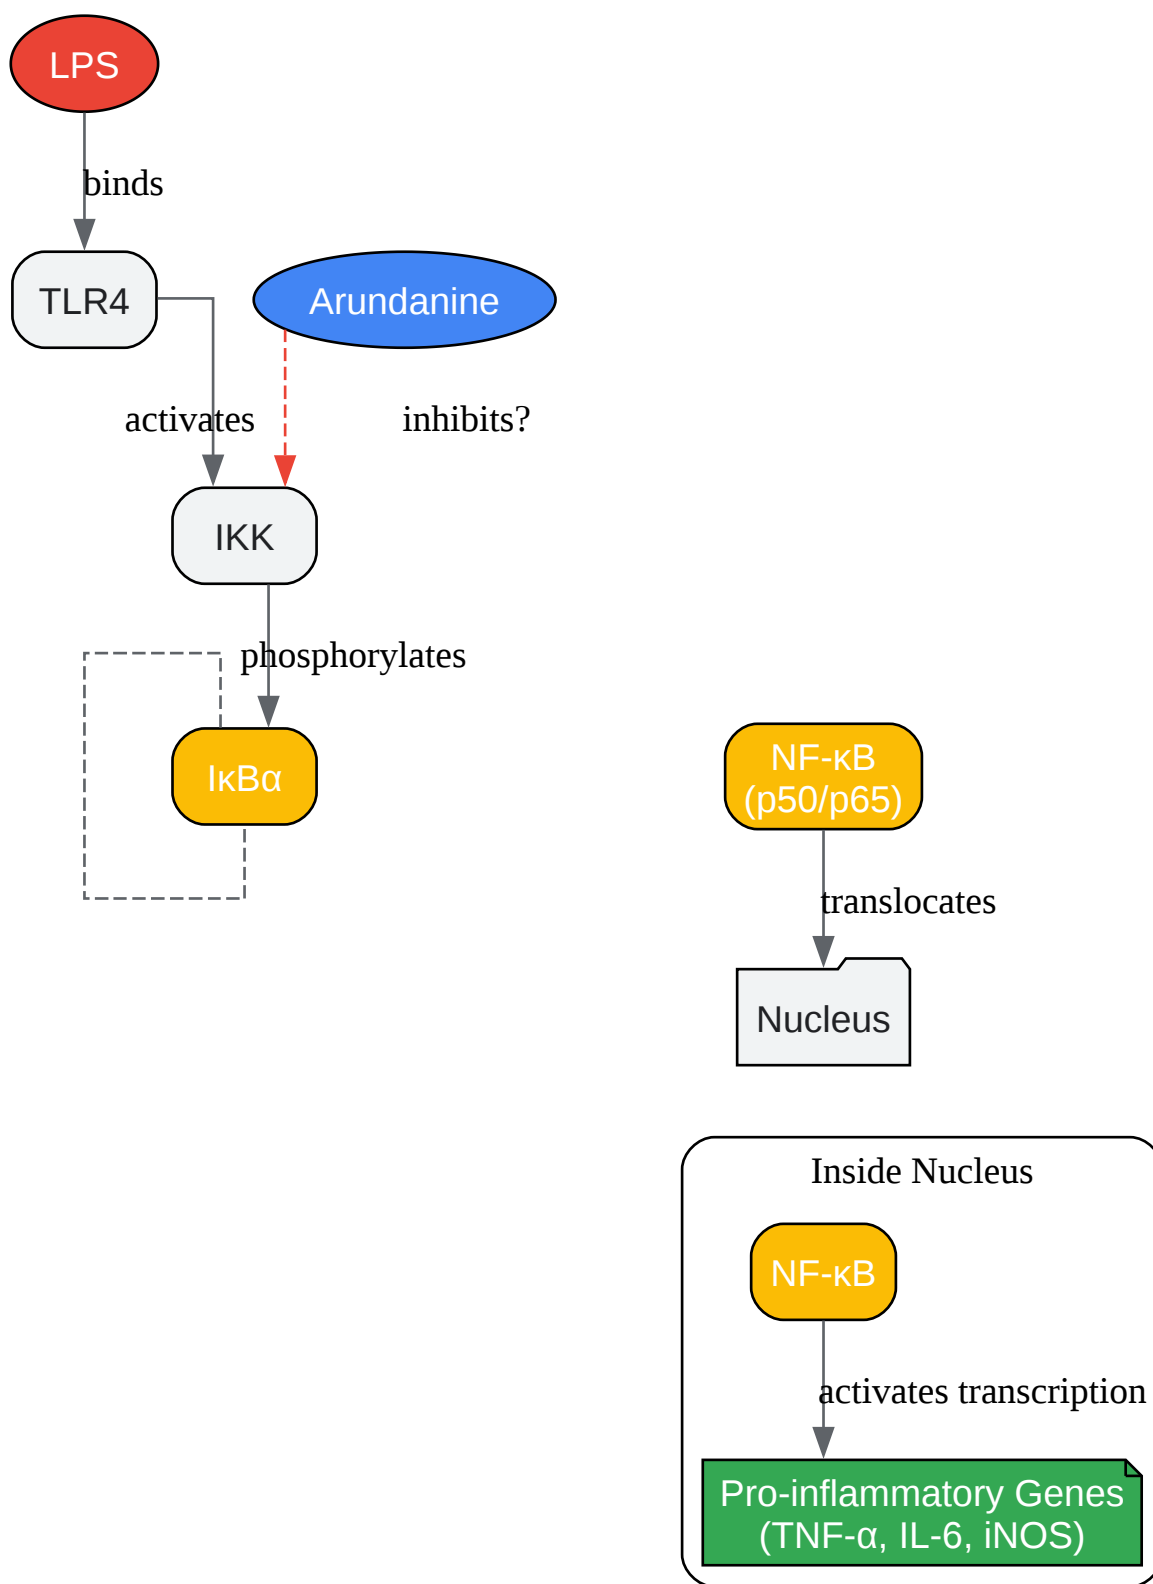 LPS
binds
TLR4
Arundanine
activates
inhibits?
IKK
phosphorylates
IκBα
NF-κB
(p50/p65)
translocates
Nucleus
Inside Nucleus
NF-κB
activates transcription
Pro-inflammatory Genes
(TNF-α, IL-6, iNOS)